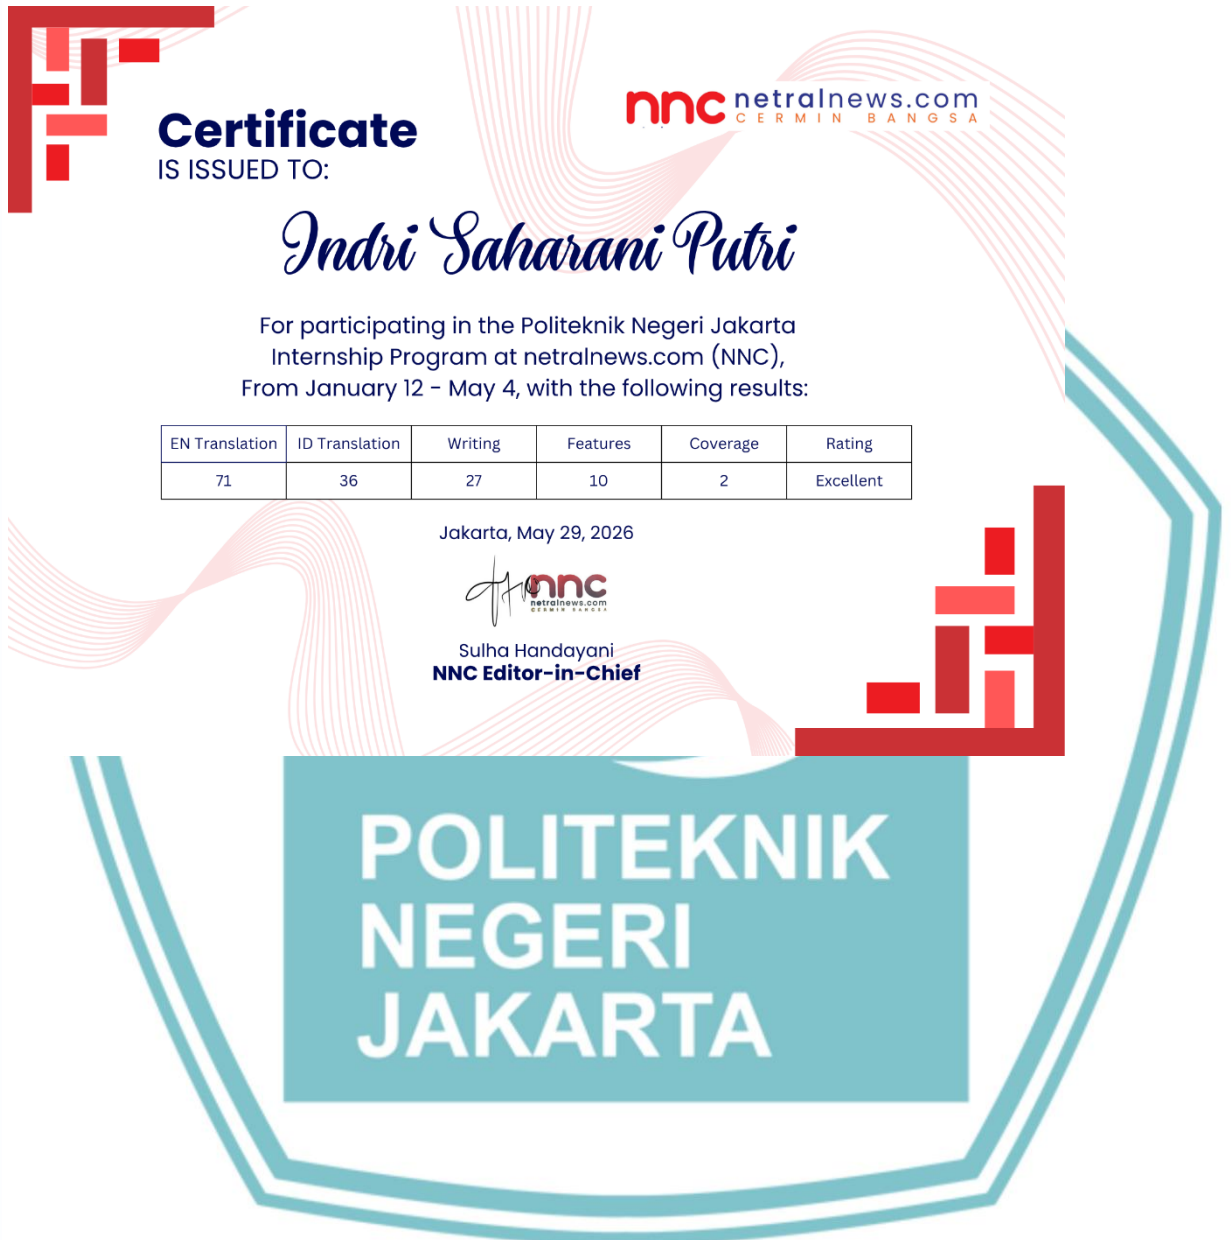 nnc netralnews.com
CERMIN BANGSA
Certificate
IS ISSUED TO:
Indri Saharani Putri
For participating in the Politeknik Negeri Jakarta
Internship Program at netralnews.com (NNC),
From January 12 - May 4, with the following results:
EN Translation ID Translation Writing Features Coverage Rating
71 36 27 10 2 Excellent
Jakarta, May 29, 2026
nnc
netralnews.com
CERMIN BANGSA
Sulha Handayani
NNC Editor-in-Chief
POLITEKNIK
NEGERI
JAKARTA